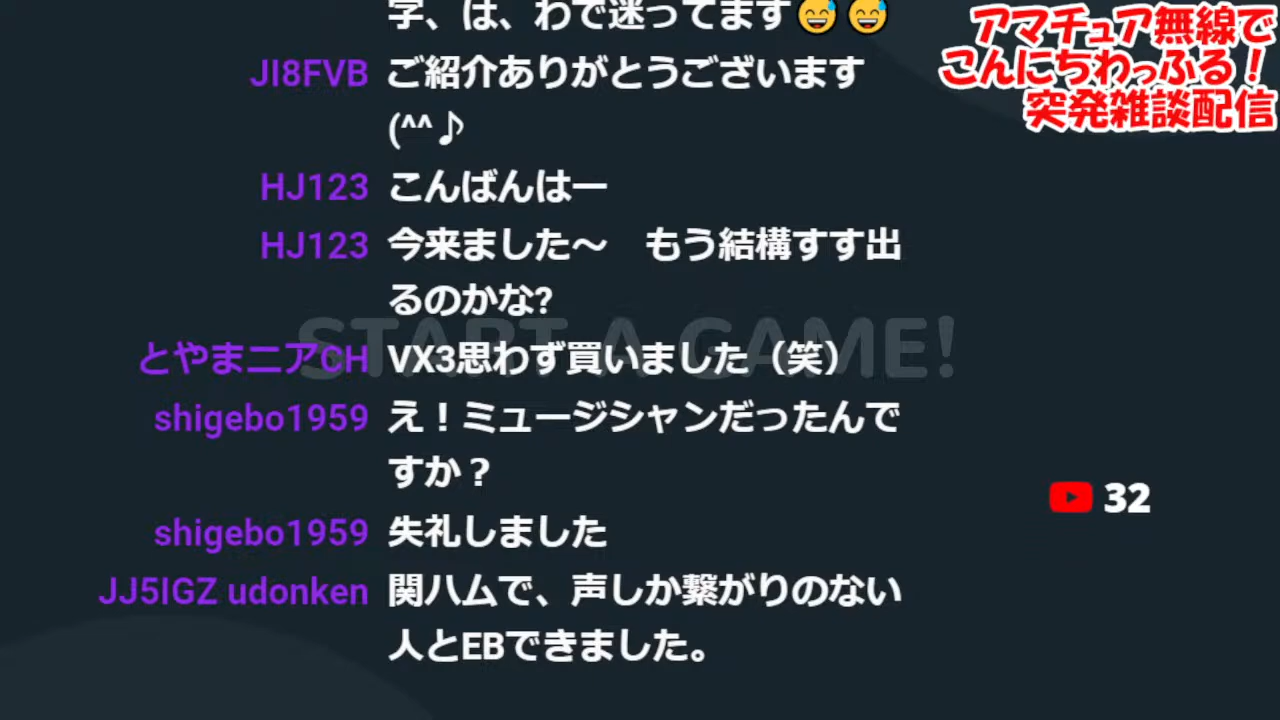 字、は、わで迷ってます😅😅
JI8FVB ご紹介ありがとうございます
(^^♪
HJ123 こんばんはー
HJ123 今来ました〜　もう結構すす出
るのかな?
START A GAME!
とやまニアCH VX3思わず買いました（笑）
shigebo1959 え！ミュージシャンだったんで
すか？
shigebo1959 失礼しました
JJ5IGZ udonken 関ハムで、声しか繋がりのない
人とEBできました。
アマチュア無線で
こんにちわっふる！
突発雑談配信
32